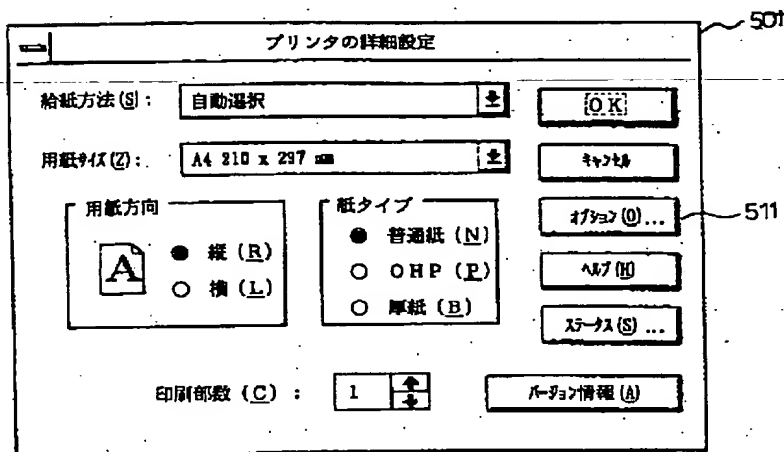 501
プリンタの詳細設定
給紙方法(S): 自動選択
OK
用紙サイズ(Z): A4 210 x 297 mm
キャンセル
用紙方向
縦 (R)
横 (L)
紙タイプ
普通紙 (N)
OHP (P)
厚紙 (B)
オプション(O)...
511
ヘルプ(H)
ステータス(S)...
印刷部数 (C) : 1
バージョン情報(A)
A